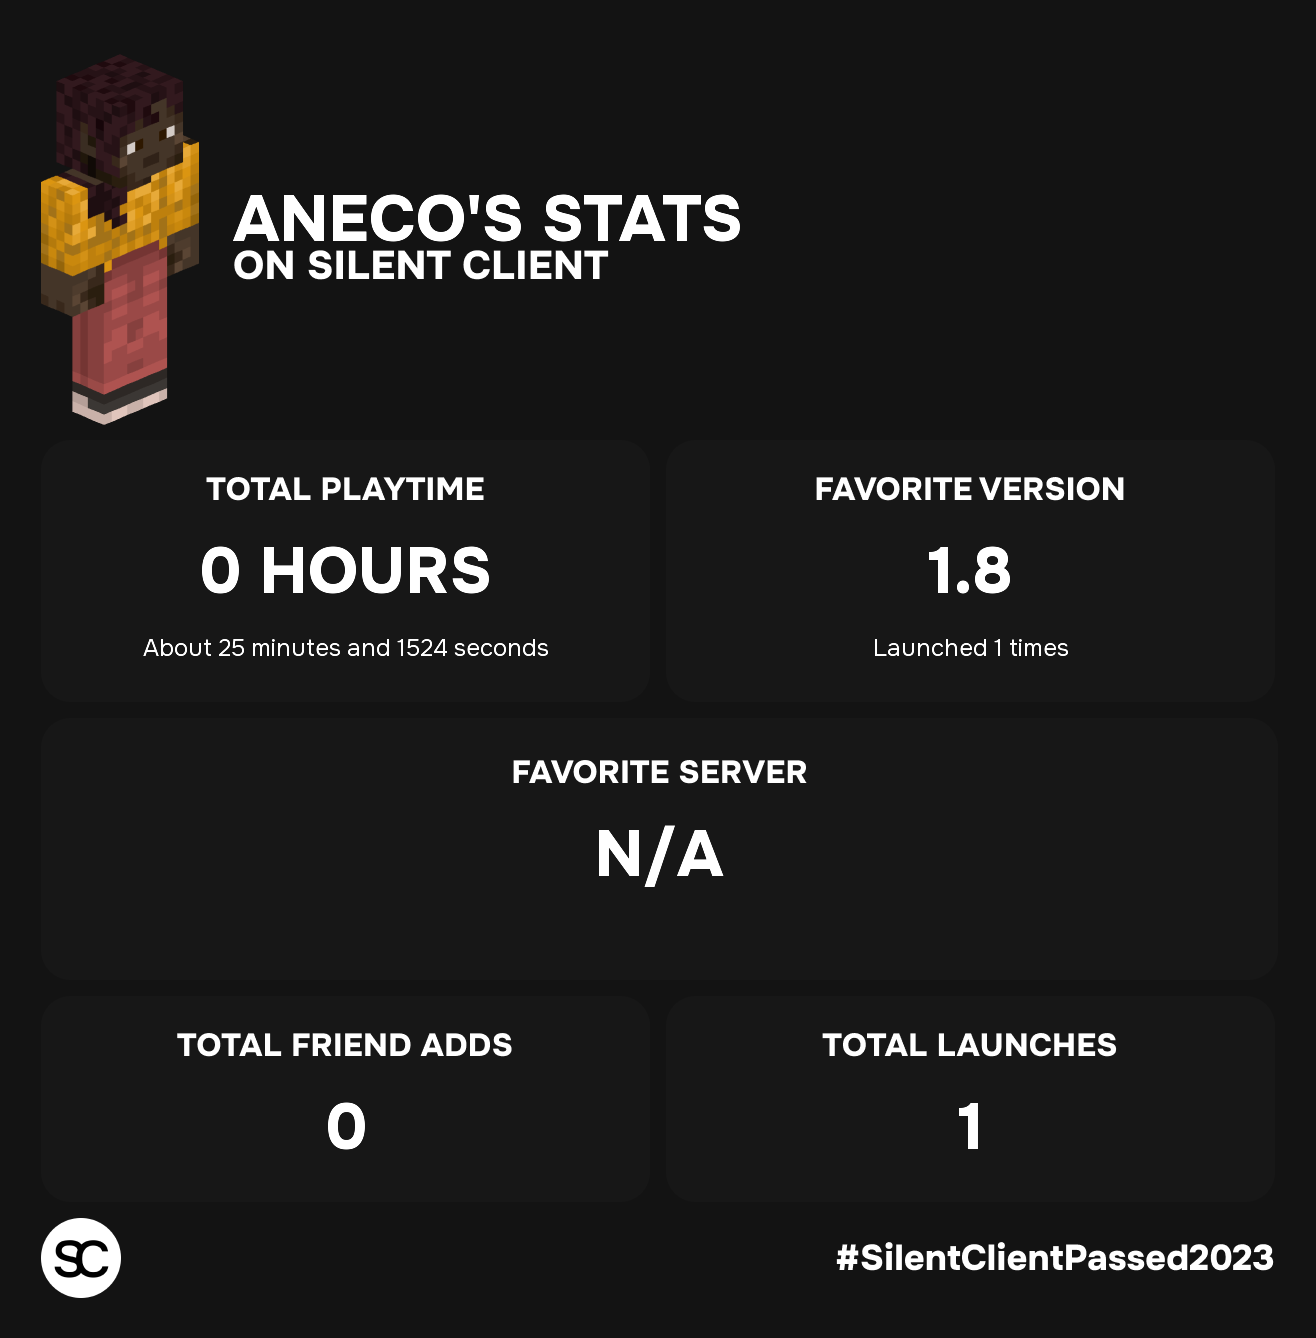 ANECO'S STATS
ON SILENT CLIENT
TOTAL PLAYTIME
0 HOURS
About 25 minutes and 1524 seconds
FAVORITE VERSION
1.8
Launched 1 times
FAVORITE SERVER
N/A
TOTAL FRIEND ADDS
0
TOTAL LAUNCHES
1
SC
#SilentClientPassed2023